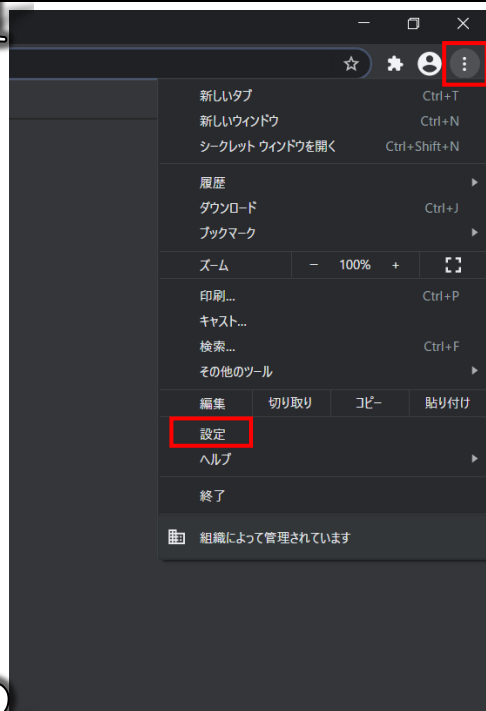 新しいタブ Ctrl+T
新しいウィンドウ Ctrl+N
シークレット ウィンドウを開く Ctrl+Shift+N
履歴
ダウンロード Ctrl+J
ブックマーク
ズーム − 100% +
印刷... Ctrl+P
キャスト...
検索... Ctrl+F
その他のツール
編集 切り取り コピー 貼り付け
設定
ヘルプ
終了
組織によって管理されています